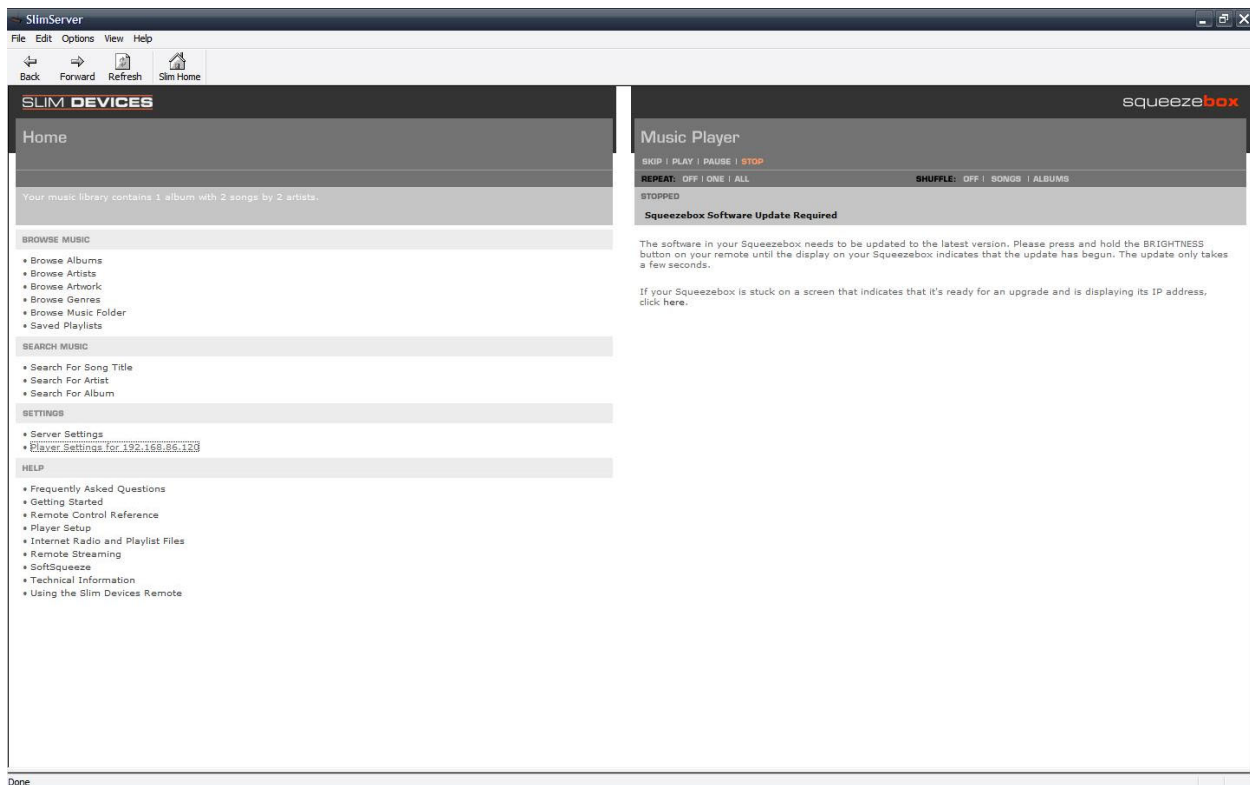 SlimServer
File Edit Options View Help
Back Forward Refresh Slim Home
SLIM DEVICES
Home
Your music library contains 1 album with 2 songs by 2 artists.
BROWSE MUSIC
• Browse Albums
• Browse Artists
• Browse Artwork
• Browse Genres
• Browse Music Folder
• Saved Playlists
SEARCH MUSIC
• Search For Song Title
• Search For Artist
• Search For Album
SETTINGS
• Server Settings
• Player Settings for 192.168.86.120
HELP
• Frequently Asked Questions
• Getting Started
• Remote Control Reference
• Player Setup
• Internet Radio and Playlist Files
• Remote Streaming
• SoftSqueeze
• Technical Information
• Using the Slim Devices Remote
squeezebox
Music Player
SKIP | PLAY | PAUSE | STOP
REPEAT: OFF | ONE | ALL SHUFFLE: OFF | SONGS | ALBUMS
STOPPED
Squeezebox Software Update Required
The software in your Squeezebox needs to be updated to the latest version. Please press and hold the BRIGHTNESS
button on your remote until the display on your Squeezebox indicates that the update has begun. The update only takes
a few seconds.
If your Squeezebox is stuck on a screen that indicates that it's ready for an upgrade and is displaying its IP address,
click here.
Done